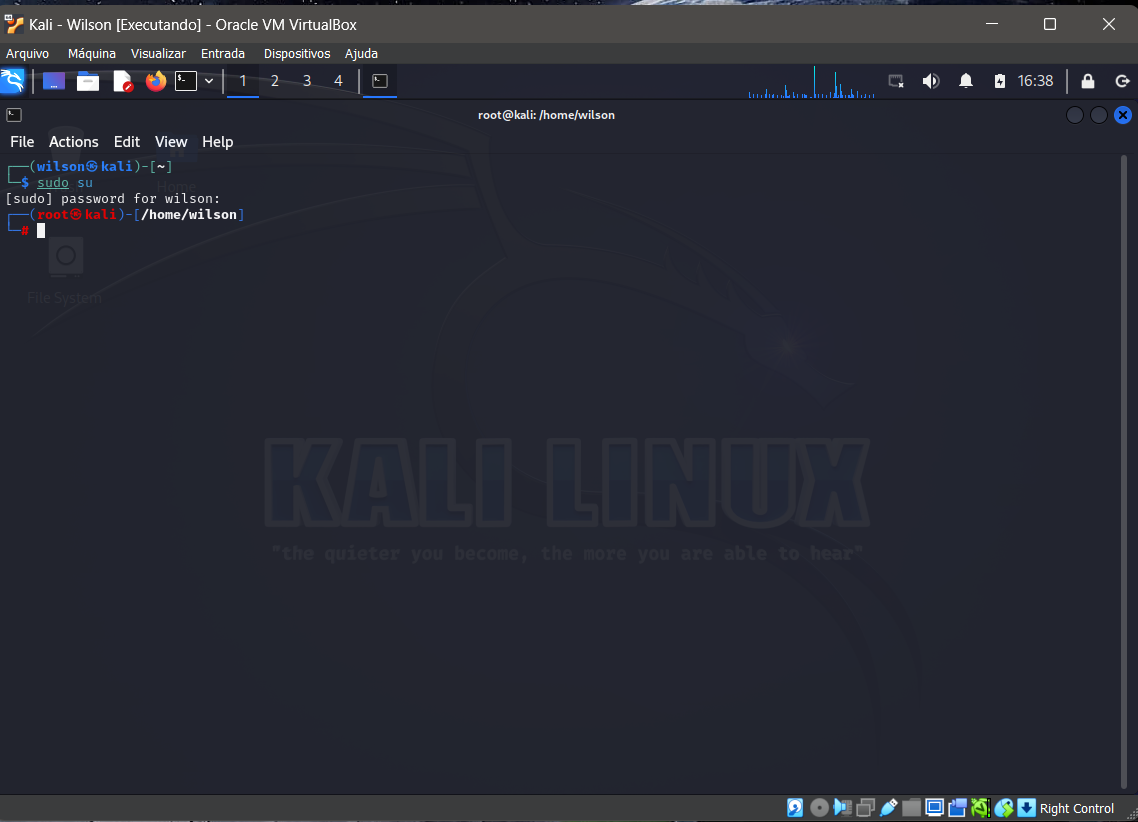 Kali - Wilson [Executando] - Oracle VM VirtualBox
Arquivo Máquina Visualizar Entrada Dispositivos Ajuda
1 2 3 4 16:38
root@kali: /home/wilson
File Actions Edit View Help
┌──(wilson㉿kali)-[~]
└─$ sudo su
[sudo] password for wilson:
┌──(root㉿kali)-[/home/wilson]
└─#
Home
File System
KALI LINUX
"the quieter you become, the more you are able to hear"
Right Control